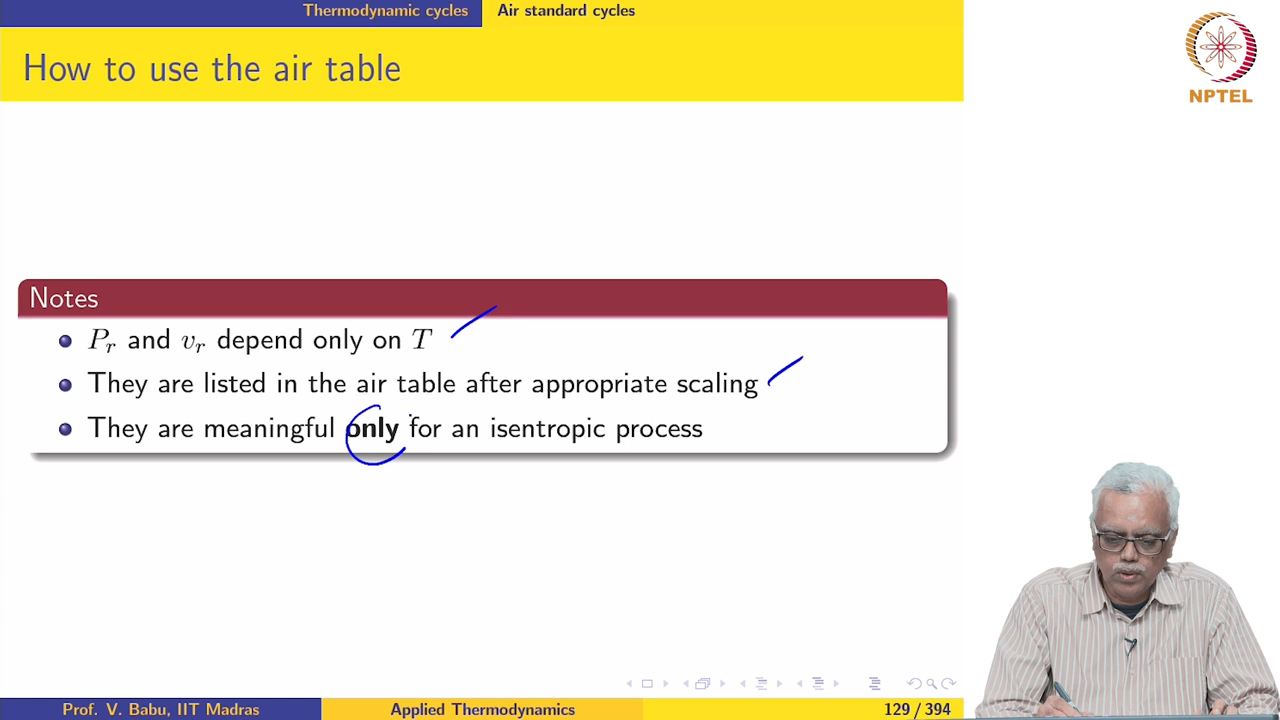 Thermodynamic cycles Air standard cycles
How to use the air table
NPTEL
Notes
P_r and v_r depend only on T
They are listed in the air table after appropriate scaling
They are meaningful only for an isentropic process
Prof. V. Babu, IIT Madras Applied Thermodynamics 129 / 394